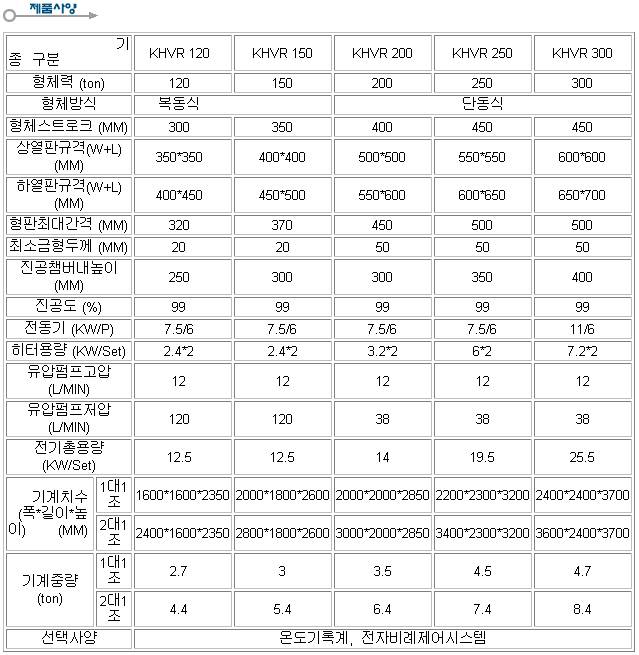 제품사양
기
종 구분 KHVR 120 KHVR 150 KHVR 200 KHVR 250 KHVR 300
형체력 (ton) 120 150 200 250 300
형체방식 복동식 단동식
형체스트로크 (MM) 300 350 400 450 450
상열판규격(W+L)
(MM) 350*350 400*400 500*500 550*550 600*600
하열판규격(W+L)
(MM) 400*450 450*500 550*600 600*650 650*700
형판최대간격 (MM) 320 370 450 500 500
최소금형두께 (MM) 20 20 50 50 50
진공챔버내높이
(MM) 250 300 300 350 400
진공도 (%) 99 99 99 99 99
전동기 (KW/P) 7.5/6 7.5/6 7.5/6 7.5/6 11/6
히터용량 (KW/Set) 2.4*2 2.4*2 3.2*2 6*2 7.2*2
유압펌프고압
(L/MIN) 12 12 12 12 12
유압펌프저압
(L/MIN) 120 120 38 38 38
전기총용량
(KW/Set) 12.5 12.5 14 19.5 25.5
기계치수
(폭*길이*높
이) (MM)
1대1
조 1600*1600*2350 2000*1800*2600 2000*2000*2850 2200*2300*3200 2400*2400*3700
2대1
조 2400*1600*2350 2800*1800*2600 3000*2000*2850 3400*2300*3200 3600*2400*3700
기계중량
(ton)
1대1
조 2.7 3 3.5 4.5 4.7
2대1
조 4.4 5.4 6.4 7.4 8.4
선택사양 온도기록계, 전자비례제어시스템